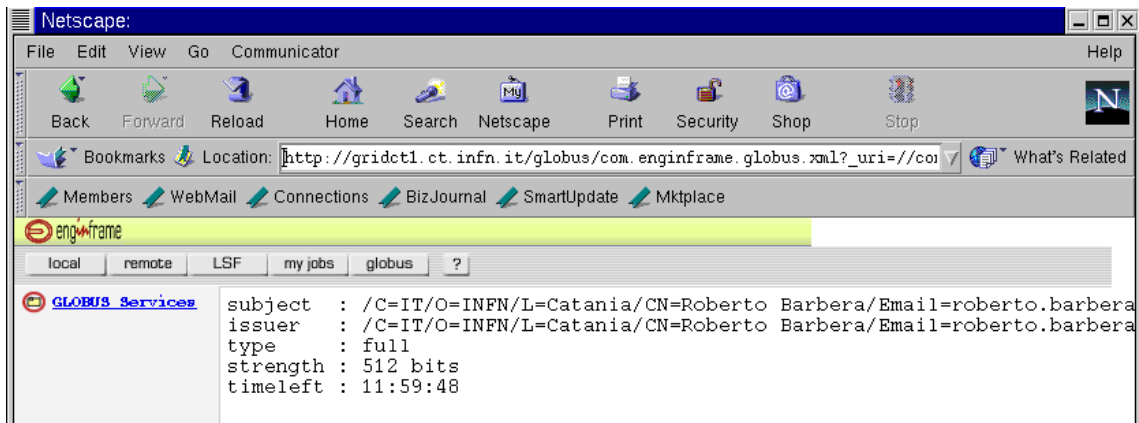 Netscape:
File Edit View Go Communicator Help
Back Forward Reload Home Search Netscape Print Security Shop Stop
My
N
Bookmarks Location: http://gridct1.ct.infn.it/globus/com.enginframe.globus.xml?_uri=//co What's Related
Members WebMail Connections BizJournal SmartUpdate Mktplace
enginframe
local remote LSF my jobs globus ?
GLOBUS Services
subject : /C=IT/O=INFN/L=Catania/CN=Roberto Barbera/Email=roberto.barbera
issuer : /C=IT/O=INFN/L=Catania/CN=Roberto Barbera/Email=roberto.barbera
type : full
strength : 512 bits
timeleft : 11:59:48